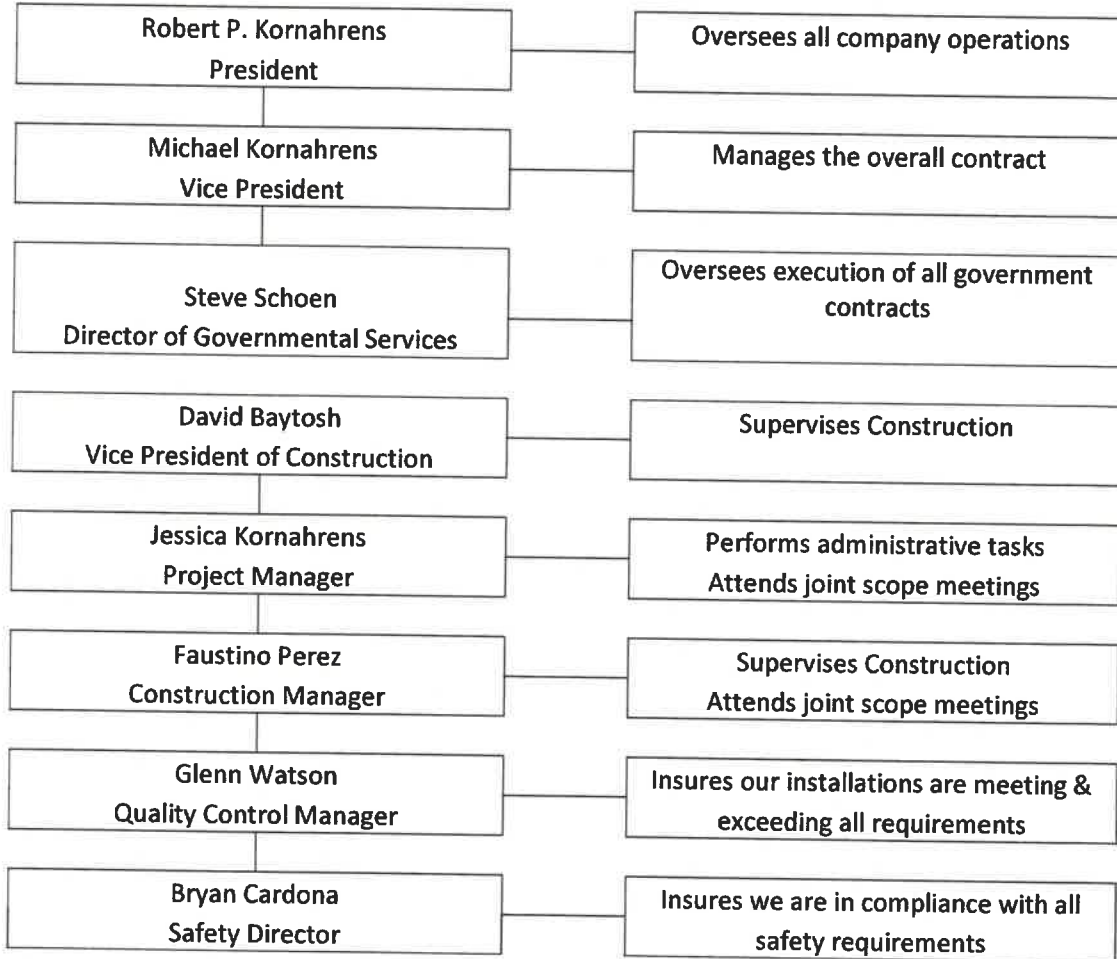 Robert P. Kornahrens
President
Oversees all company operations
Michael Kornahrens
Vice President
Manages the overall contract
Steve Schoen
Director of Governmental Services
Oversees execution of all government
contracts
David Baytosh
Vice President of Construction
Supervises Construction
Jessica Kornahrens
Project Manager
Performs administrative tasks
Attends joint scope meetings
Faustino Perez
Construction Manager
Supervises Construction
Attends joint scope meetings
Glenn Watson
Quality Control Manager
Insures our installations are meeting &
exceeding all requirements
Bryan Cardona
Safety Director
Insures we are in compliance with all
safety requirements